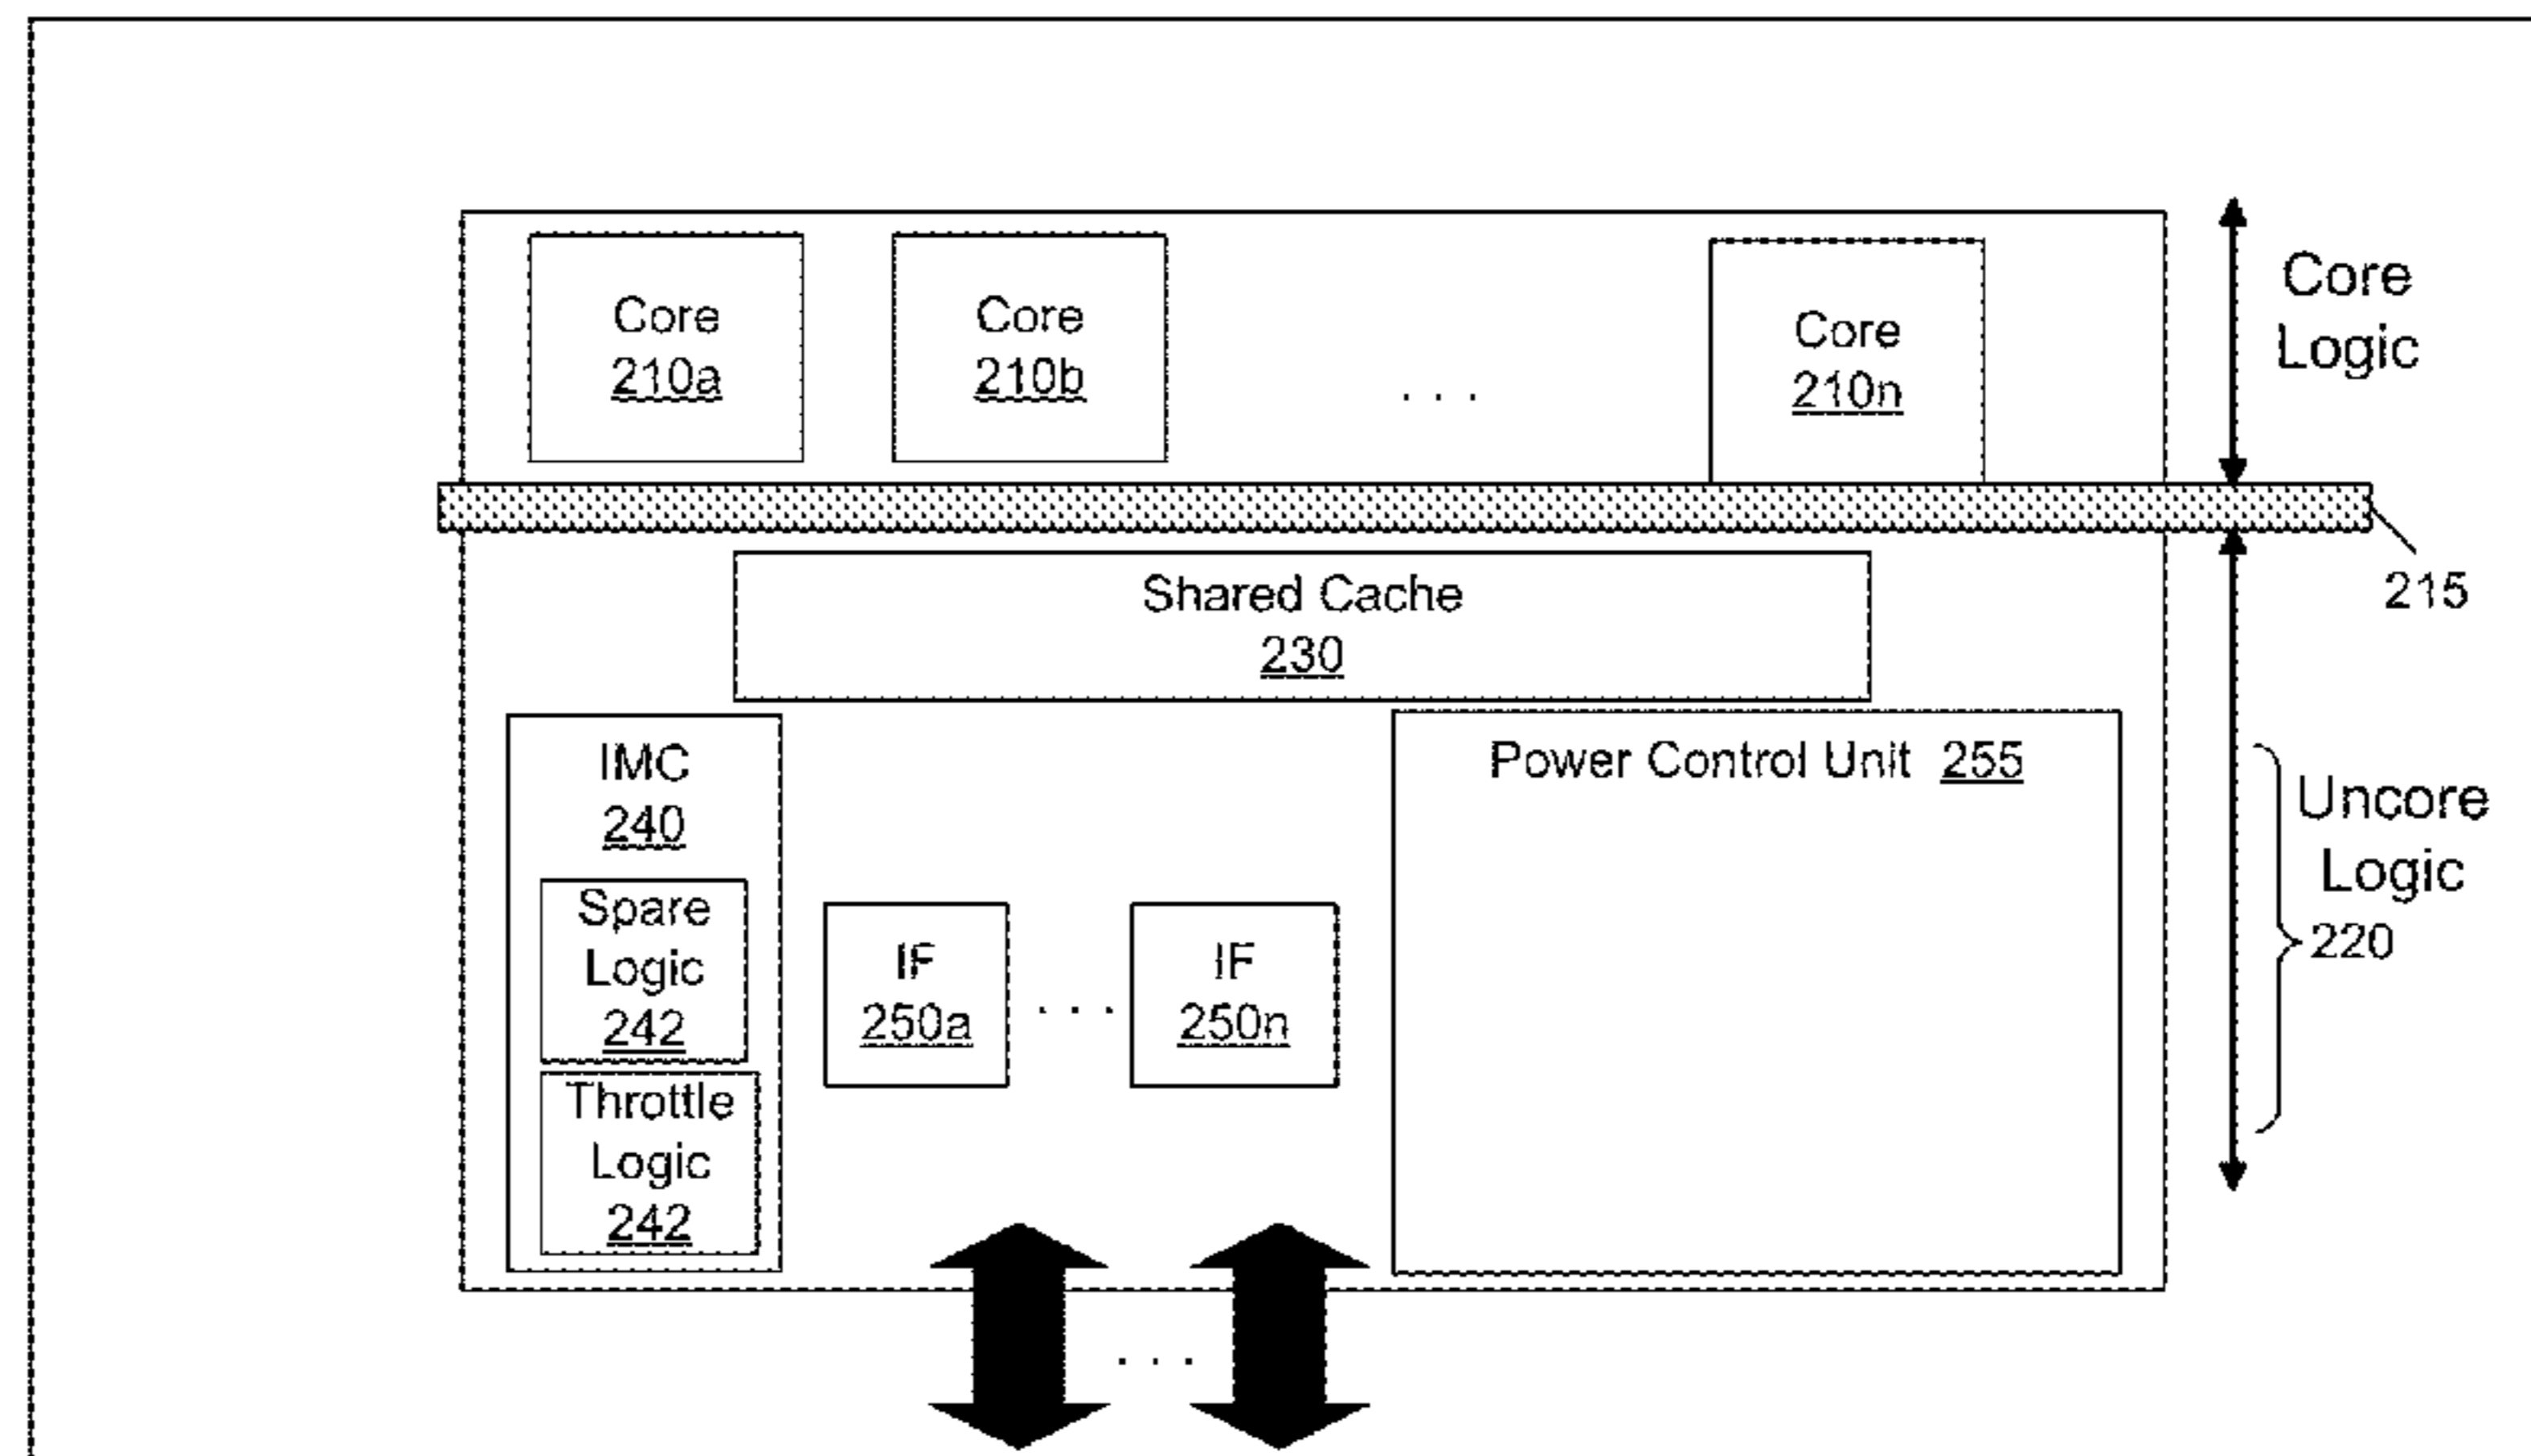 Core
210a
Core
210b
. . .
Core
210n
Core
Logic
215
Shared Cache
230
IMC
240
Spare
Logic
242
Throttle
Logic
242
IF
250a
. . .
IF
250n
Power Control Unit 255
Uncore
Logic
220
. . .